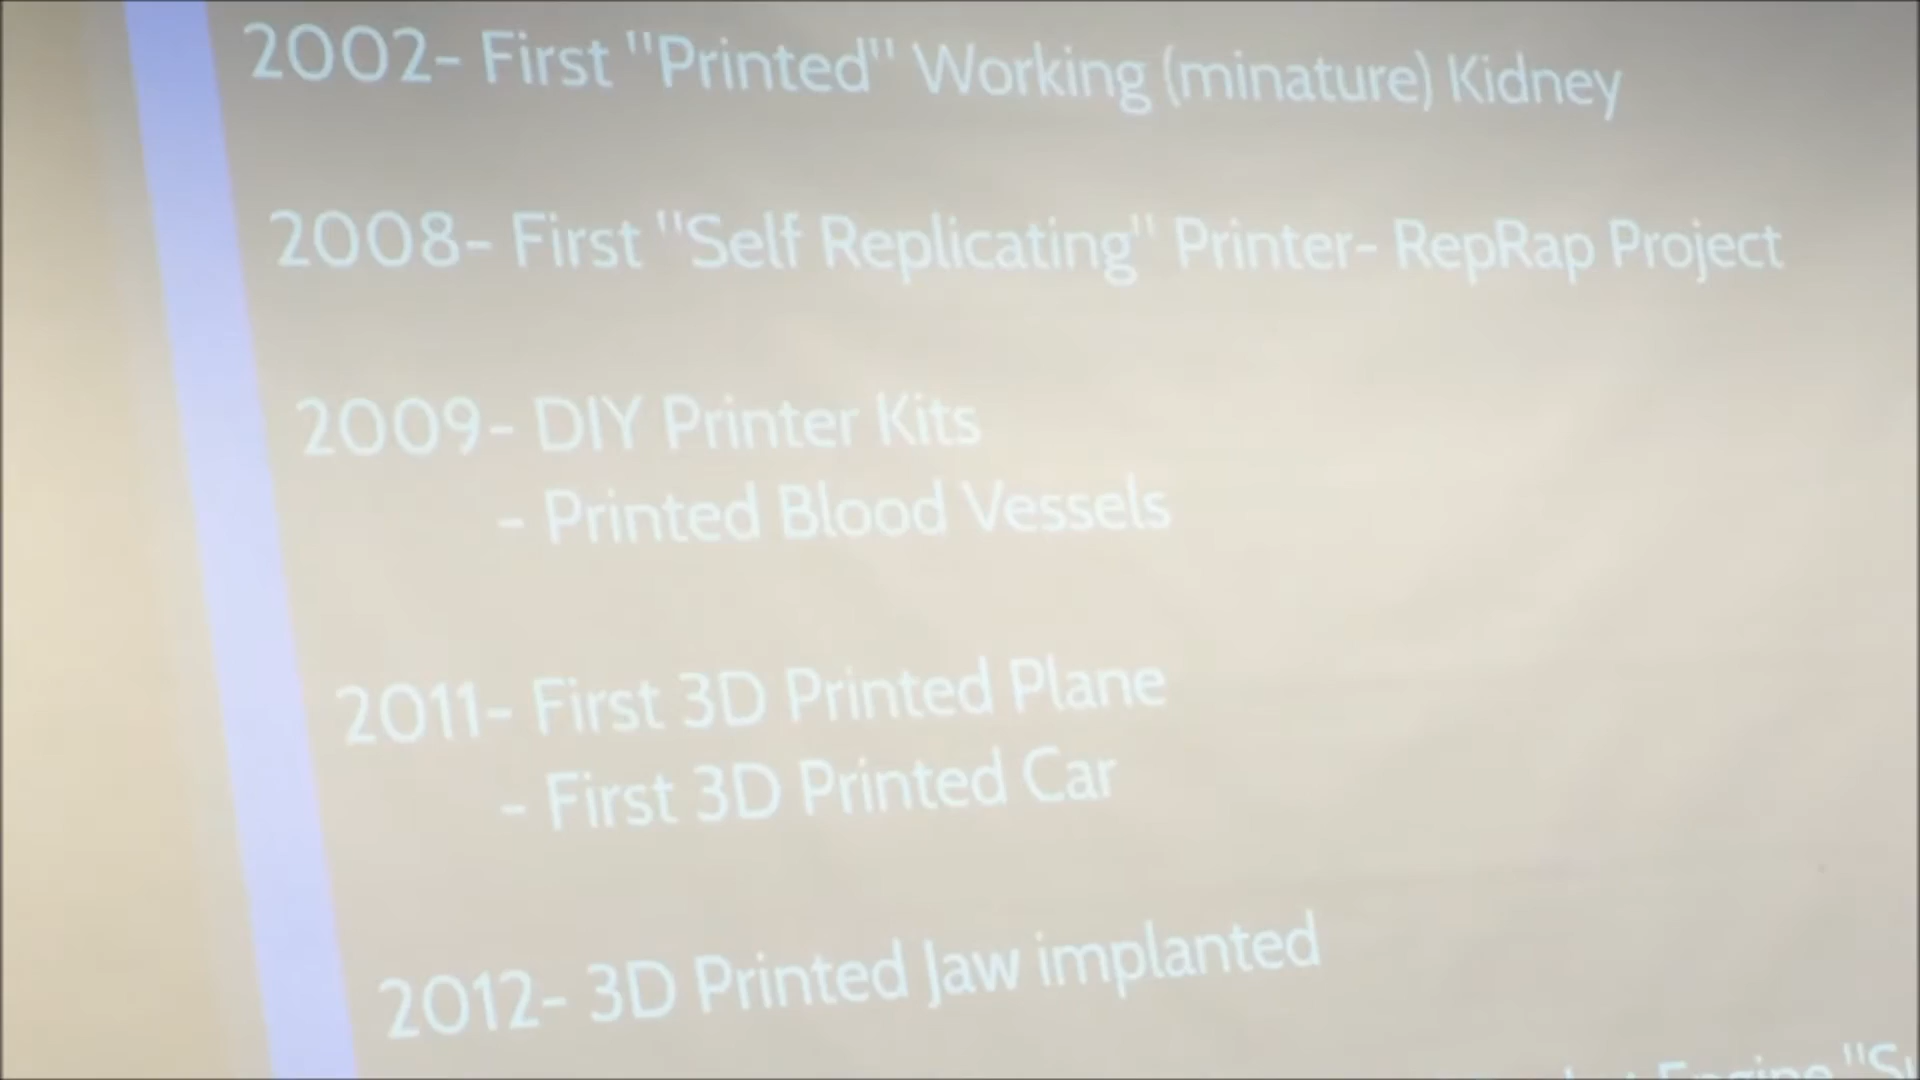 2002- First "Printed" Working (minature) Kidney
2008- First "Self Replicating" Printer- RepRap Project
2009- DIY Printer Kits
- Printed Blood Vessels
2011- First 3D Printed Plane
- First 3D Printed Car
2012- 3D Printed Jaw implanted
Engine